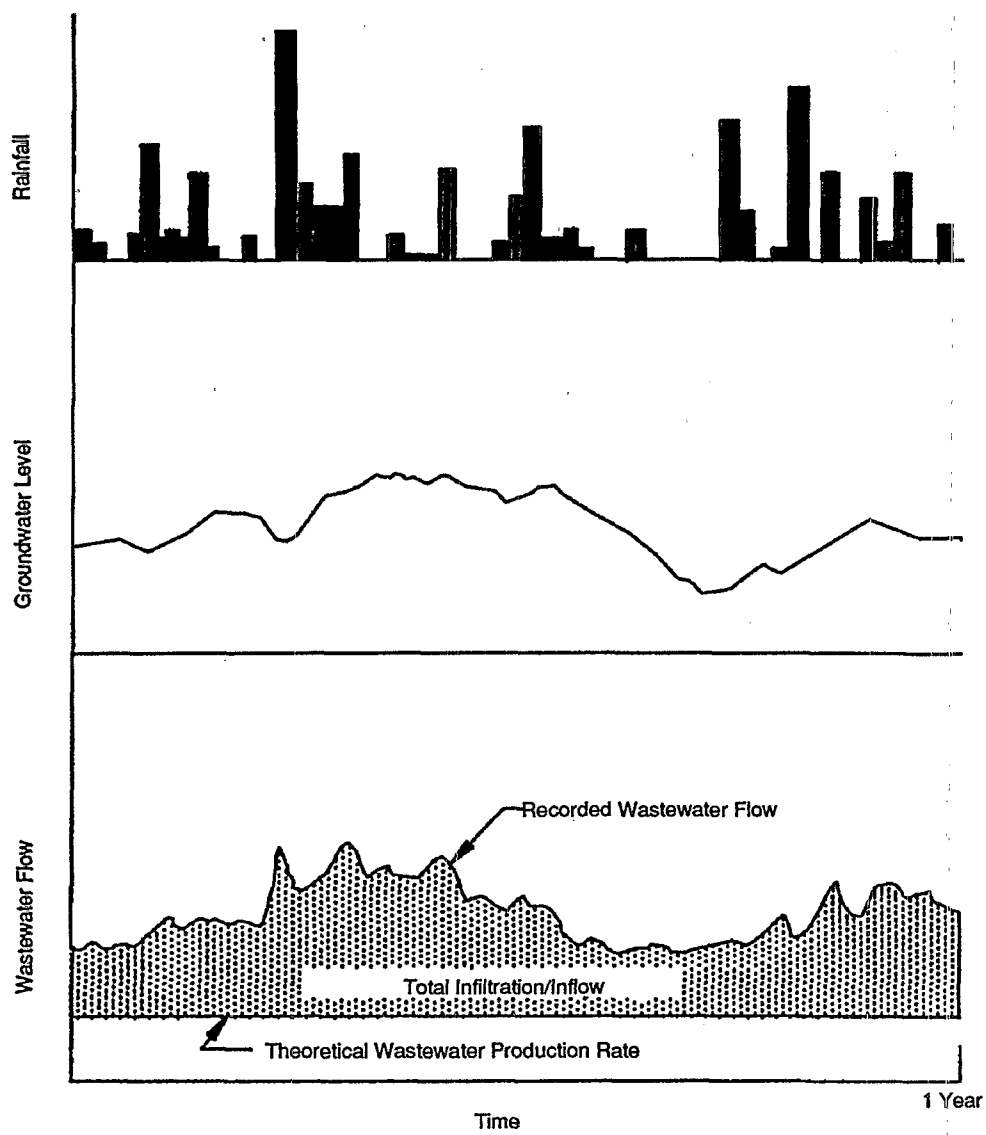 Rainfall
Groundwater Level
Recorded Wastewater Flow
Wastewater Flow
Total Infiltration/Inflow
Theoretical Wastewater Production Rate
1 Year
Time